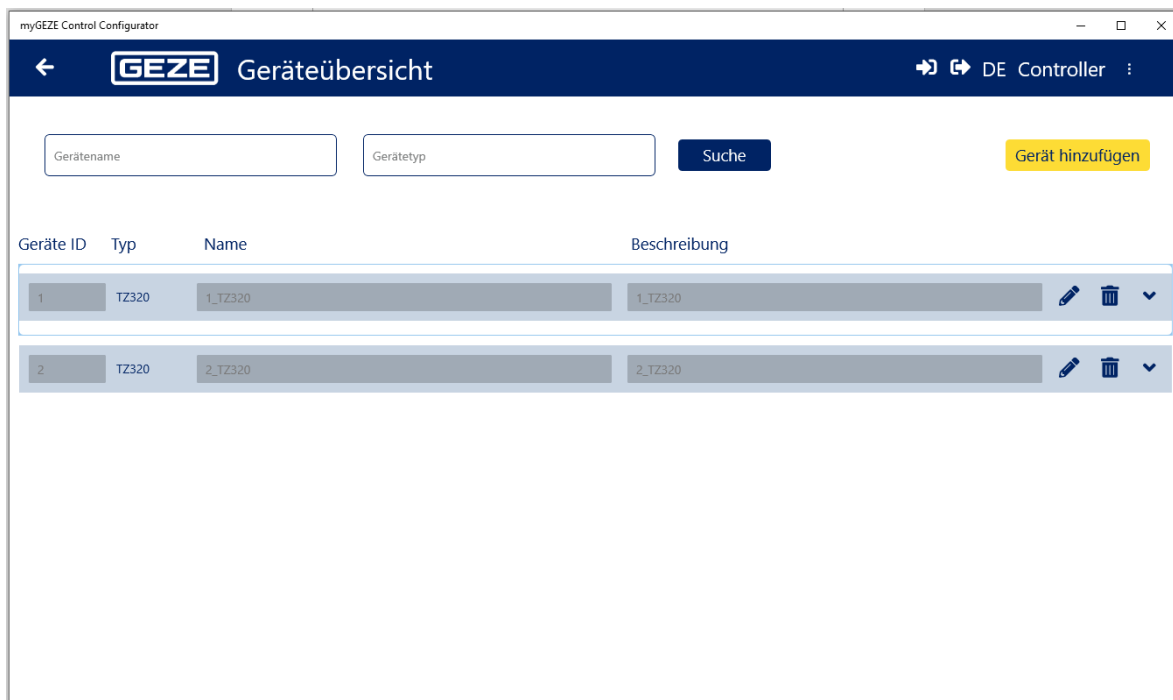 myGEZE Control Configurator
GEZE Geräteübersicht DE Controller
Gerätename Gerätetyp Suche Gerät hinzufügen
Geräte ID Typ Name Beschreibung
1 TZ320 1_TZ320 1_TZ320
2 TZ320 2_TZ320 2_TZ320